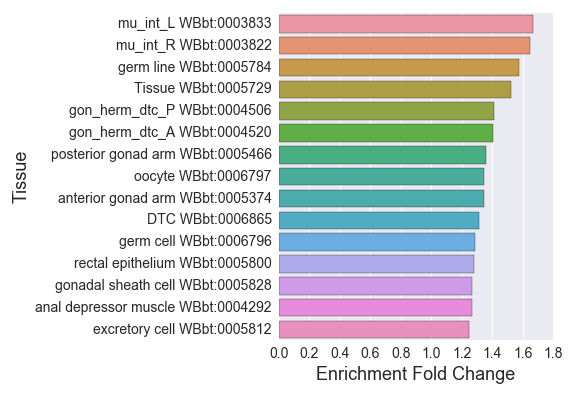 mu_int_L WBbt:0003833
mu_int_R WBbt:0003822
germ line WBbt:0005784
Tissue WBbt:0005729
gon_herm_dtc_P WBbt:0004506
gon_herm_dtc_A WBbt:0004520
posterior gonad arm WBbt:0005466
oocyte WBbt:0006797
anterior gonad arm WBbt:0005374
DTC WBbt:0006865
germ cell WBbt:0006796
rectal epithelium WBbt:0005800
gonadal sheath cell WBbt:0005828
anal depressor muscle WBbt:0004292
excretory cell WBbt:0005812
Tissue
0.0 0.2 0.4 0.6 0.8 1.0 1.2 1.4 1.6 1.8
Enrichment Fold Change